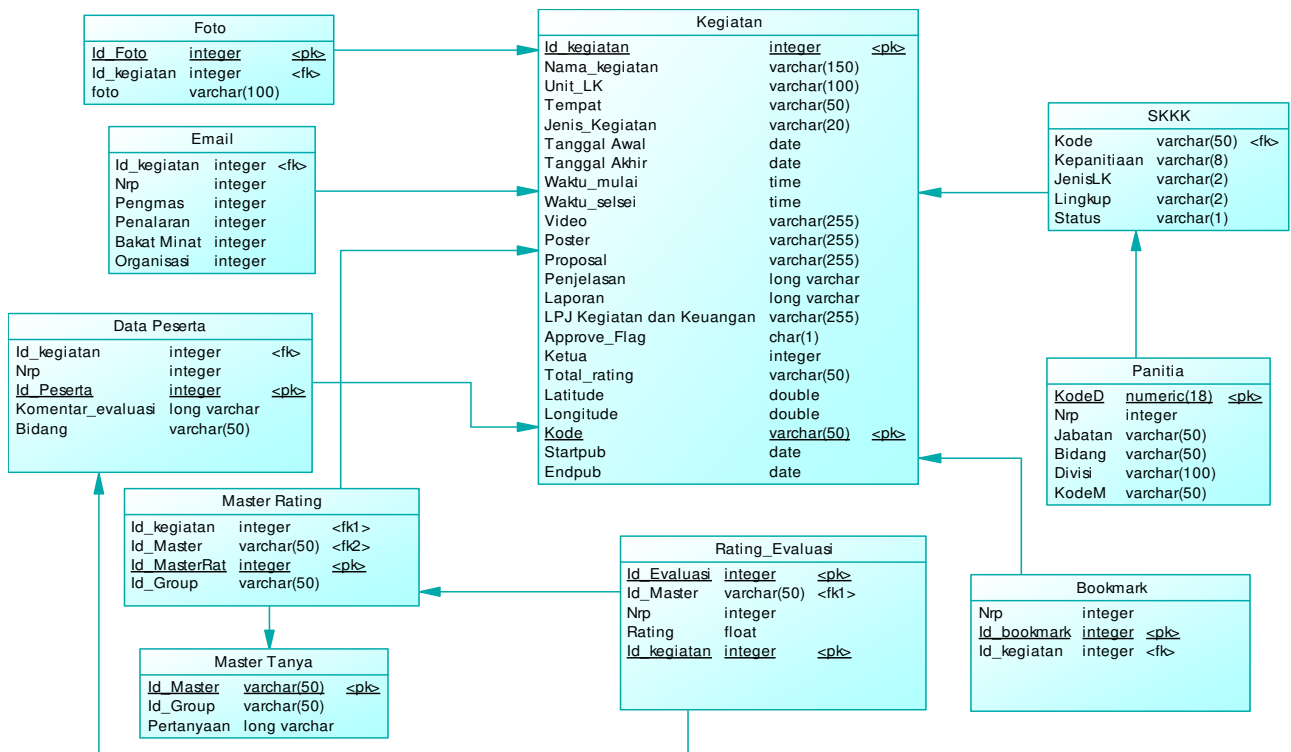 Foto
Id_Foto integer <pk>
Id_kegiatan integer <fk>
foto varchar(100)
Email
Id_kegiatan integer <fk>
Nrp integer
Pengmas integer
Penalaran integer
Bakat Minat integer
Organisasi integer
Data Peserta
Id_kegiatan integer <fk>
Nrp integer
Id_Peserta integer <pk>
Komentar_evaluasi long varchar
Bidang varchar(50)
Master Rating
Id_kegiatan integer <fk1>
Id_Master varchar(50) <fk2>
Id_MasterRat integer <pk>
Id_Group varchar(50)
Master Tanya
Id_Master varchar(50) <pk>
Id_Group varchar(50)
Pertanyaan long varchar
Kegiatan
Id_kegiatan integer <pk>
Nama_kegiatan varchar(150)
Unit_LK varchar(100)
Tempat varchar(50)
Jenis_Kegiatan varchar(20)
Tanggal Awal date
Tanggal Akhir date
Waktu_mulai time
Waktu_selsei time
Video varchar(255)
Poster varchar(255)
Proposal varchar(255)
Penjelasan long varchar
Laporan long varchar
LPJ Kegiatan dan Keuangan varchar(255)
Approve_Flag char(1)
Ketua integer
Total_rating varchar(50)
Latitude double
Longitude double
Kode varchar(50) <pk>
Startpub date
Endpub date
Rating_Evaluasi
Id_Evaluasi integer <pk>
Id_Master varchar(50) <fk1>
Nrp integer
Rating float
Id_kegiatan integer <pk>
SKKK
Kode varchar(50) <fk>
Kepanitiaan varchar(8)
JenisLK varchar(2)
Lingkup varchar(2)
Status varchar(1)
Panitia
KodeD numeric(18) <pk>
Nrp integer
Jabatan varchar(50)
Bidang varchar(50)
Divisi varchar(100)
KodeM varchar(50)
Bookmark
Nrp integer
Id_bookmark integer <pk>
Id_kegiatan integer <fk>